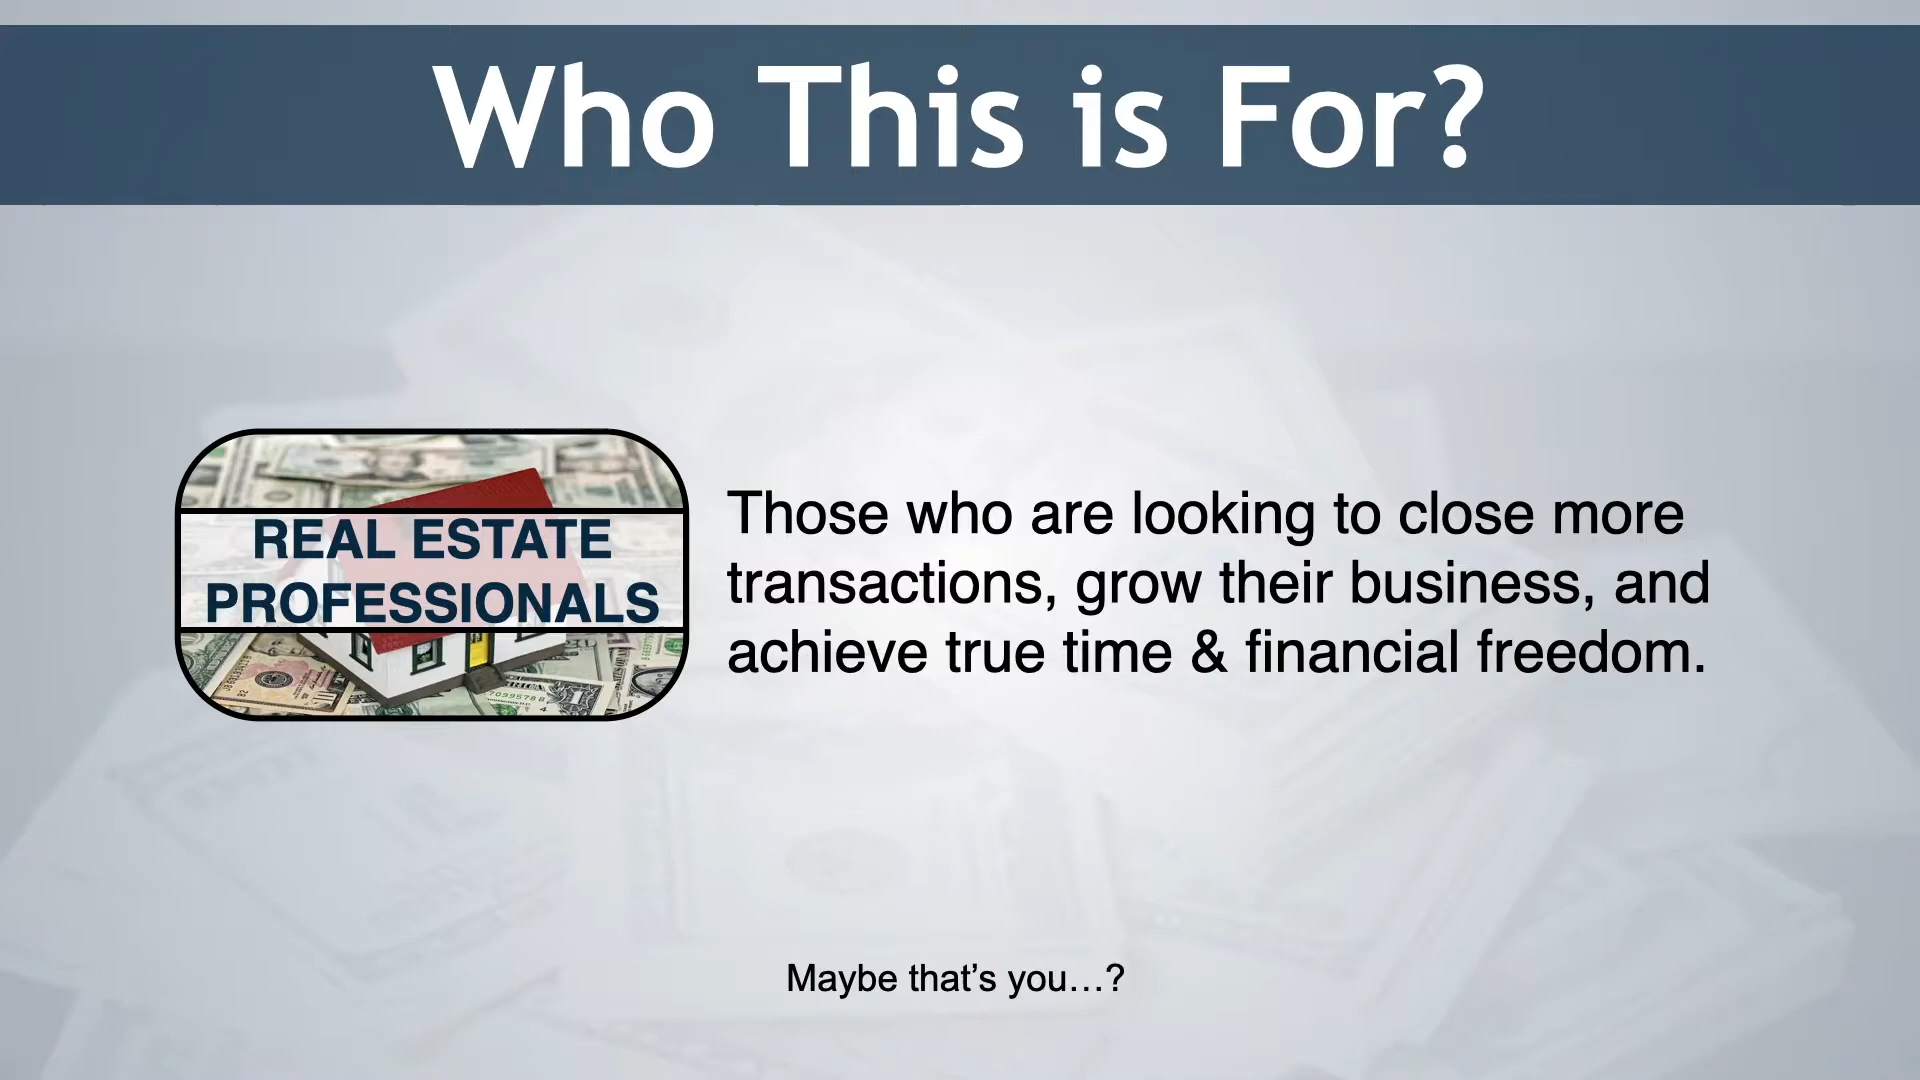 Who This is For?
REAL ESTATE
PROFESSIONALS
Those who are looking to close more
transactions, grow their business, and
achieve true time & financial freedom.
Maybe that’s you…?